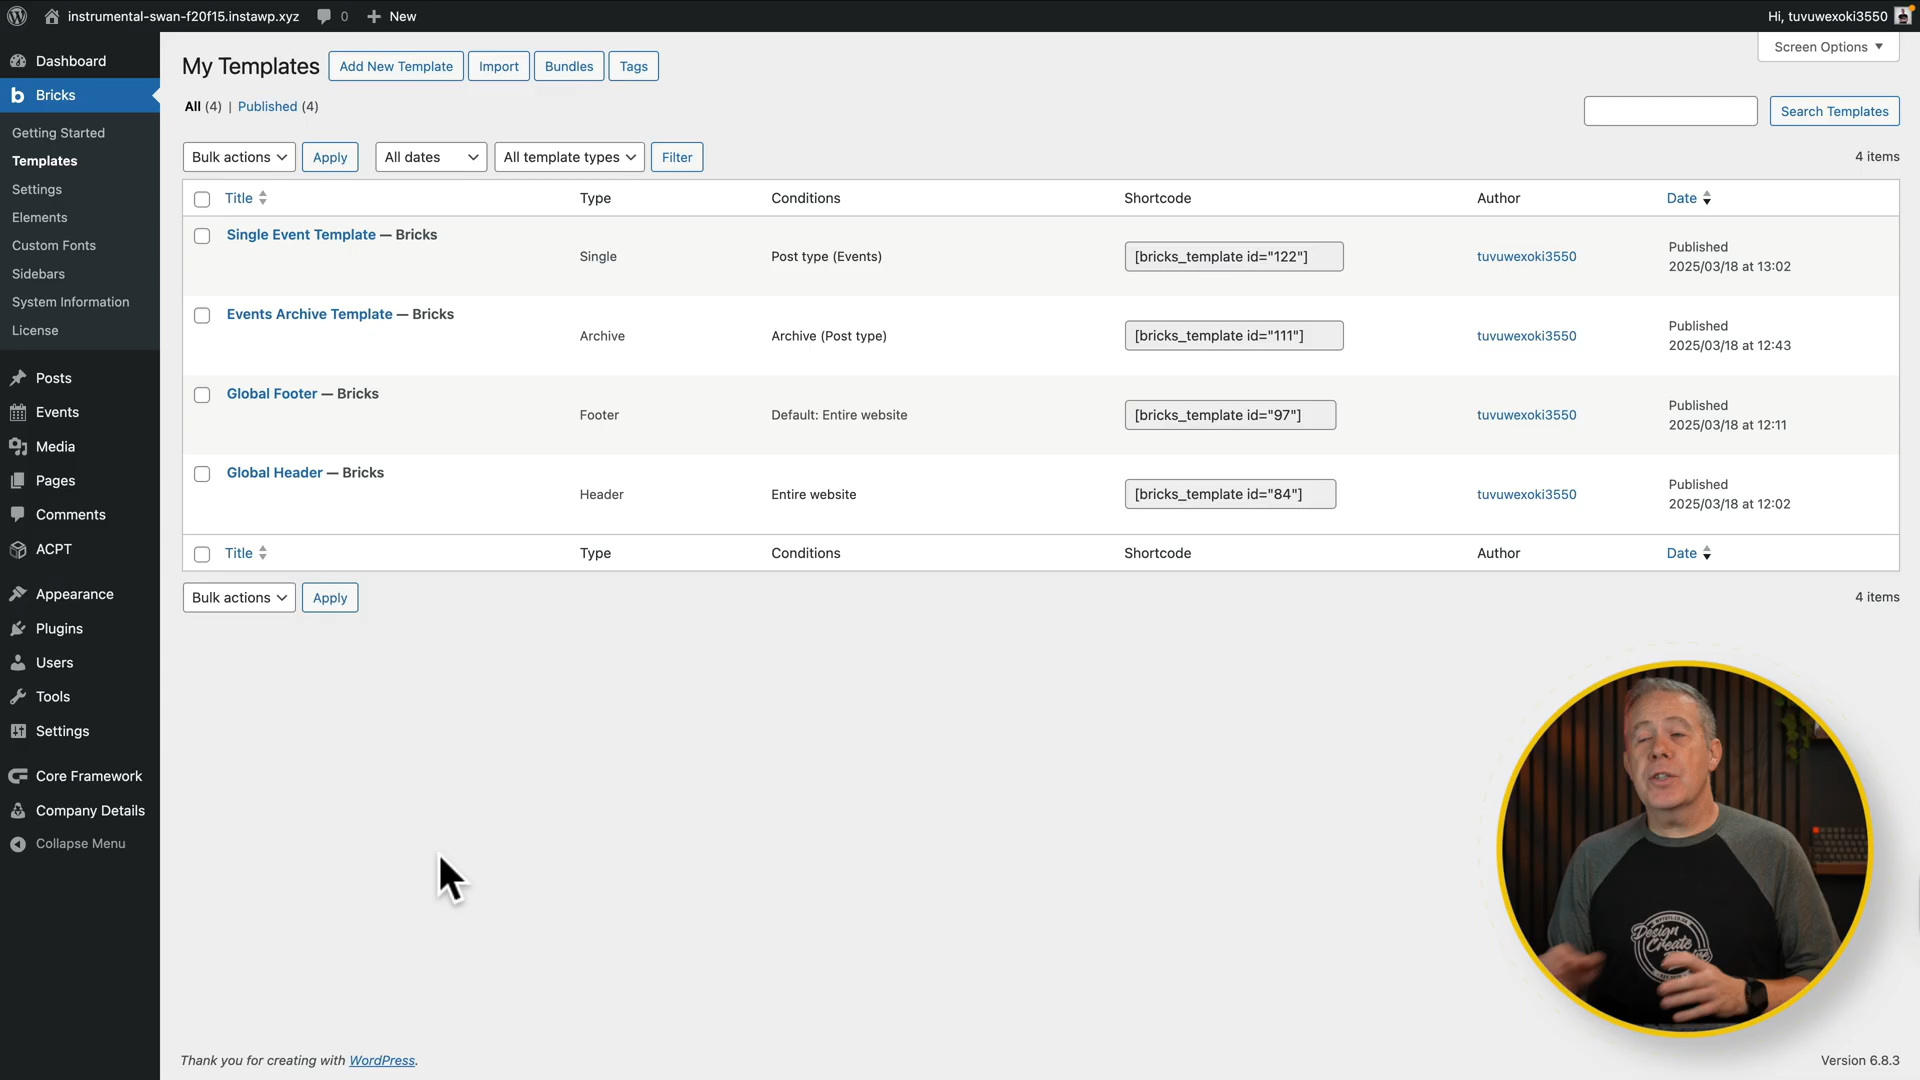 instrumental-swan-f20f15.instawp.xyz 0 New Hi, tuvuwexoki3550
Screen Options
Dashboard
Bricks
Getting Started
Templates
Settings
Elements
Custom Fonts
Sidebars
System Information
License
Posts
Events
Media
Pages
Comments
ACPT
Appearance
Plugins
Users
Tools
Settings
Core Framework
Company Details
Collapse Menu
My Templates Add New Template Import Bundles Tags
All (4) | Published (4)
Search Templates
Bulk actions Apply All dates All template types Filter 4 items
Title Type Conditions Shortcode Author Date
Single Event Template — Bricks Single Post type (Events) [bricks_template id="122"] tuvuwexoki3550 Published
2025/03/18 at 13:02
Events Archive Template — Bricks Archive Archive (Post type) [bricks_template id="111"] tuvuwexoki3550 Published
2025/03/18 at 12:43
Global Footer — Bricks Footer Default: Entire website [bricks_template id="97"] tuvuwexoki3550 Published
2025/03/18 at 12:11
Global Header — Bricks Header Entire website [bricks_template id="84"] tuvuwexoki3550 Published
2025/03/18 at 12:02
Title Type Conditions Shortcode Author Date
Bulk actions Apply 4 items
Design
Create
Thank you for creating with WordPress. Version 6.8.3